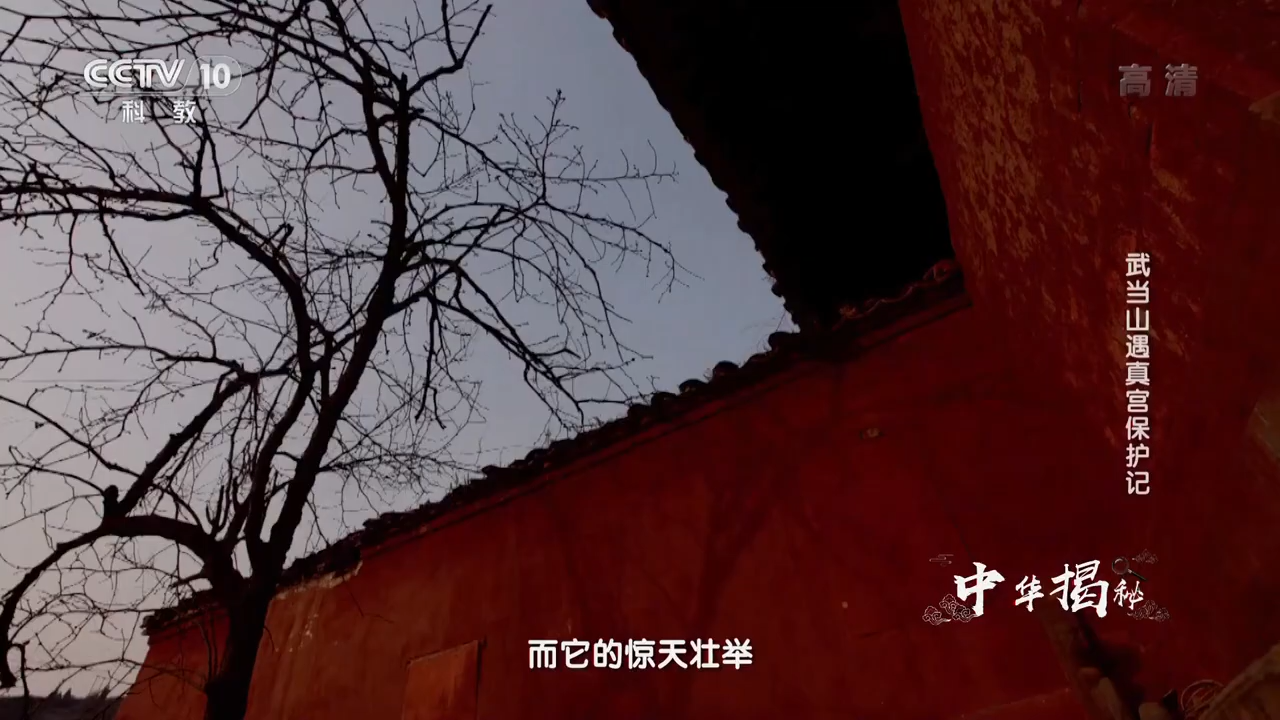 CCTV 10
科教
高清
武当山遇真宫保护记
中华揭秘
而它的惊天壮举